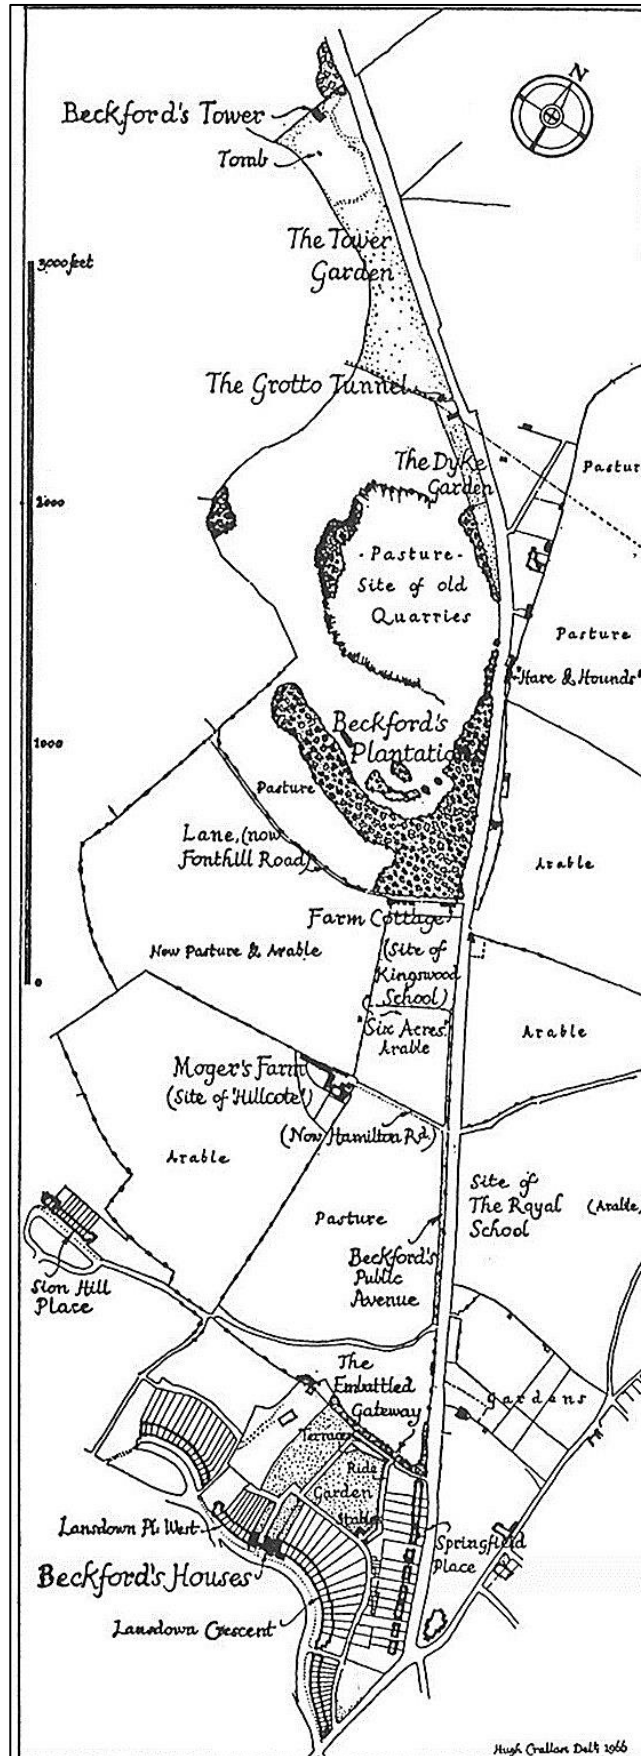 N
Beckford's Tower
Tomb
The Tower
Garden
3000 feet
The Grotto Tunnel
The Dyke
Garden
Pasture
2000
- Pasture -
Site of old
Quarries
Pasture
"Hare & Hounds"
Beckford's
Plantation
1000
Pasture
Lane, (now
Fonthill Road)
Arable
Farm Cottage
(Site of
Kingswood
School)
Now Pasture & Arable
0
Six Acres
Arable
Arable
Moger's Farm
(Site of 'Hillcote')
(Now Hamilton Rd.)
Arable
Site of
The Royal
School
(Arable)
Pasture
Beckford's
Public
Avenue
Sion Hill
Place
The
Embattled
Gateway
Gardens
Terrace
Ride
Garden
Stable
Lansdown Pl. West
Springfield
Place
Beckford's Houses
Lansdown Crescent
Hugh Crallan Delt 1966